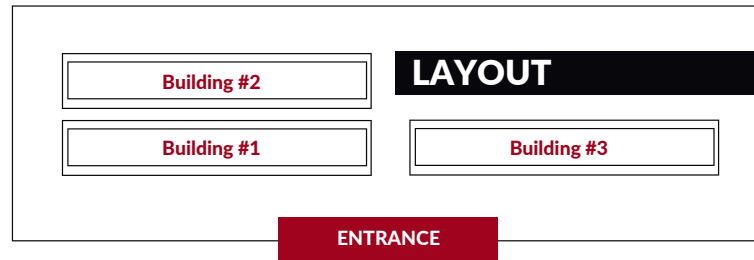 Building #2
LAYOUT
Building #1
Building #3
ENTRANCE